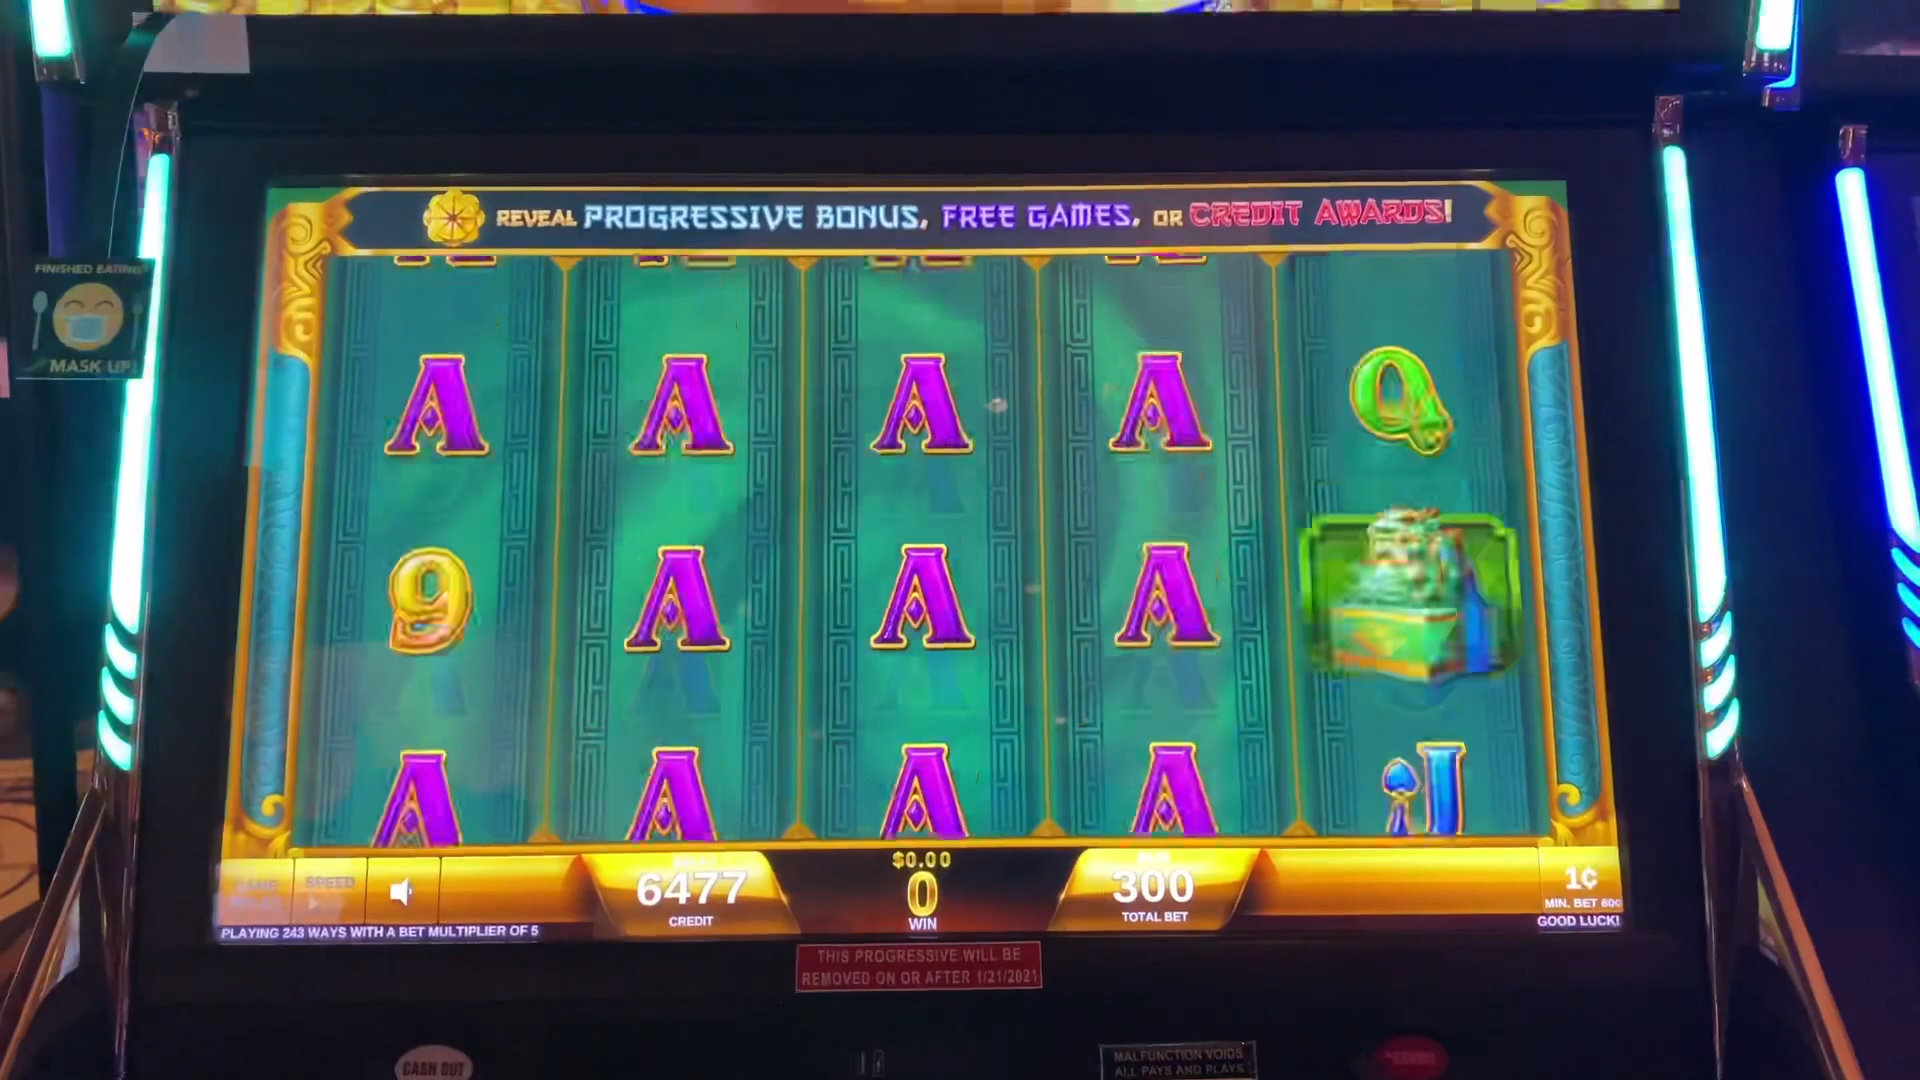 REVEAL PROGRESSIVE BONUS, FREE GAMES, OR CREDIT AWARDS!
FINISHED EATING?
MASK UP!
A A A A Q
9 A A A
A A A A J
GAME
SPEED
6477
CREDIT
$0.00
0
WIN
300
TOTAL BET
1¢
MIN. BET 60¢
GOOD LUCK!
PLAYING 243 WAYS WITH A BET MULTIPLIER OF 5
THIS PROGRESSIVE WILL BE
REMOVED ON OR AFTER 1/21/2021
CASH OUT
MALFUNCTION VOIDS
ALL PAYS AND PLAYS